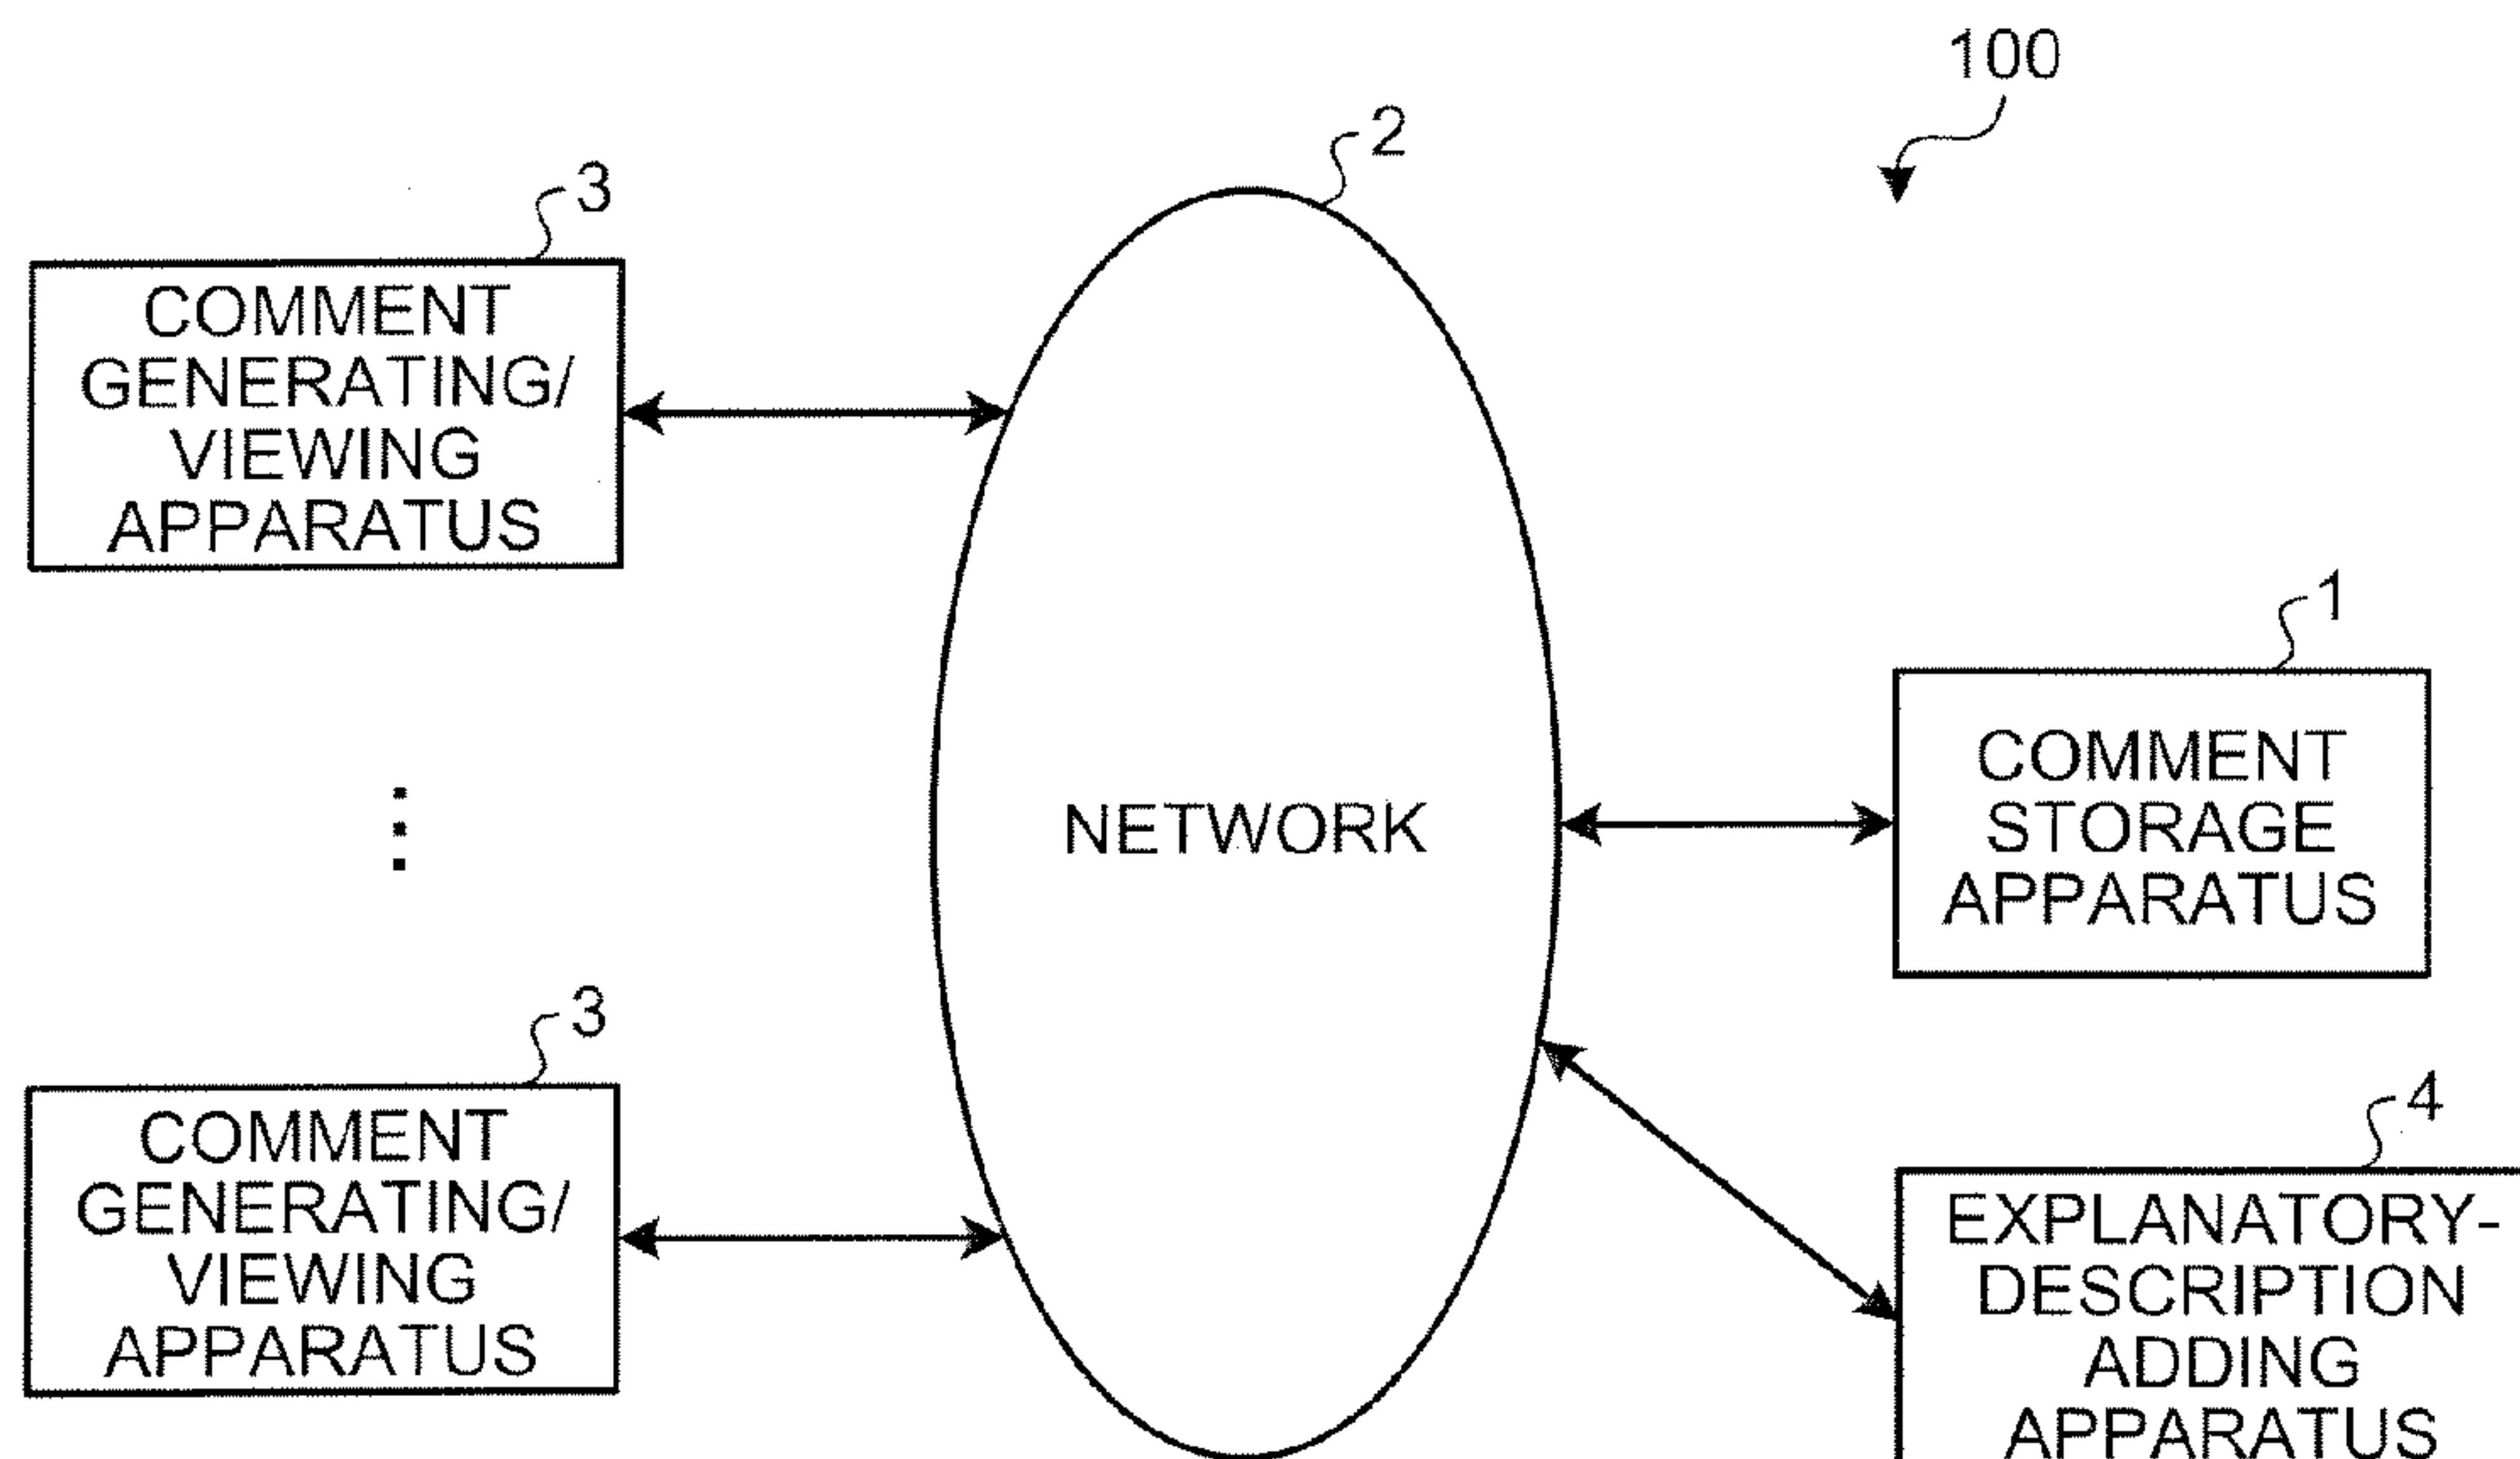 100
2
3
COMMENT
GENERATING/
VIEWING
APPARATUS
1
NETWORK
COMMENT
STORAGE
APPARATUS
3
COMMENT
GENERATING/
VIEWING
APPARATUS
4
EXPLANATORY-
DESCRIPTION
ADDING
APPARATUS